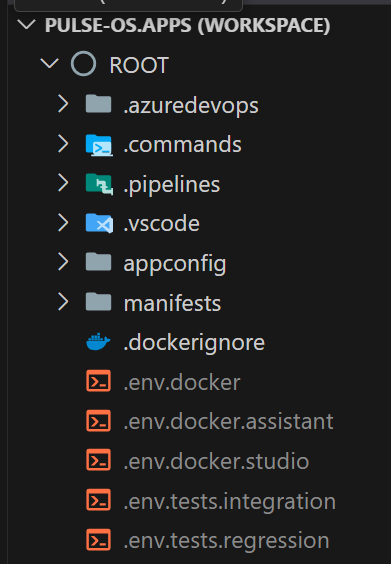 PULSE-OS.APPS (WORKSPACE)
ROOT
.azuredevops
.commands
.pipelines
.vscode
appconfig
manifests
.dockerignore
.env.docker
.env.docker.assistant
.env.docker.studio
.env.tests.integration
.env.tests.regression